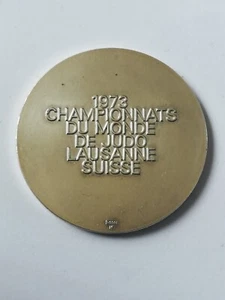 1973
CHAMPIONNATS
DU MONDE
DE JUDO
LAUSANNE
SUISSE